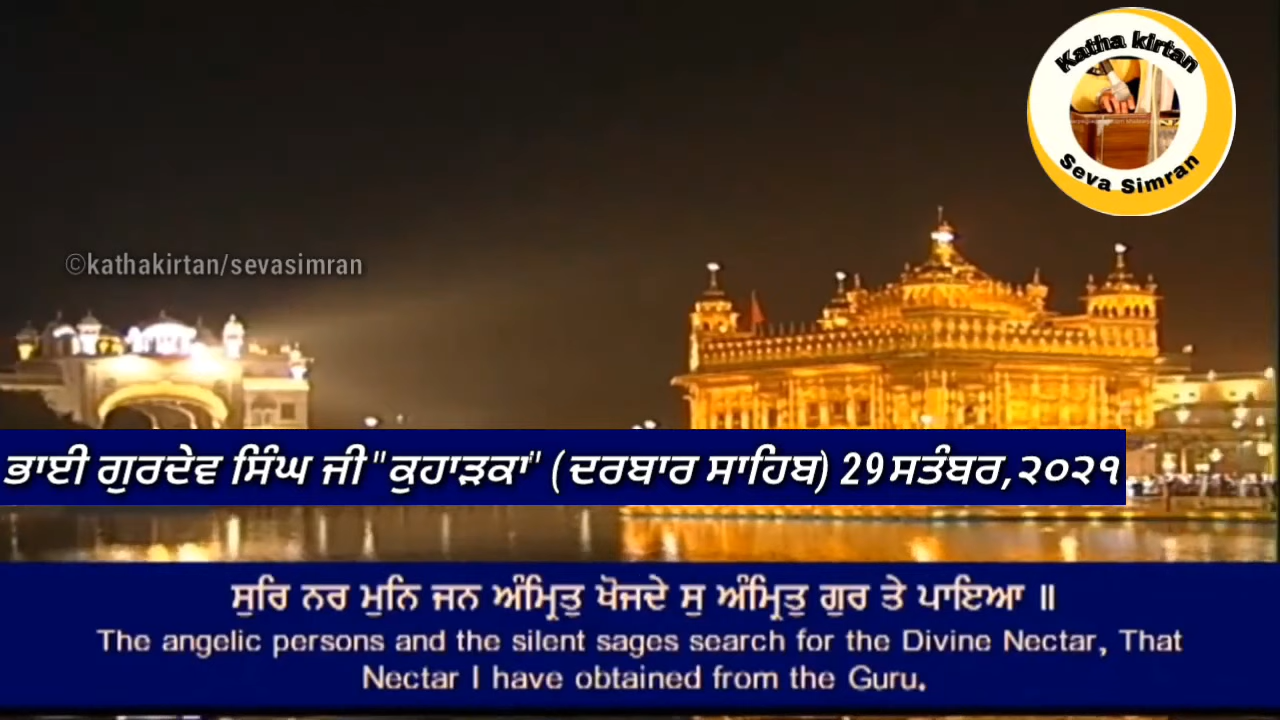 Katha kirtan
Seva Simran
©kathakirtan/sevasimran
ਭਾਈ ਗੁਰਦੇਵ ਸਿੰਘ ਜੀ "ਕੁਹਾੜਕਾ" (ਦਰਬਾਰ ਸਾਹਿਬ) 29 ਸਤੰਬਰ,੨੦੨੧
ਸੁਰਿ ਨਰ ਮੁਨਿ ਜਨ ਅੰਮ੍ਰਿਤੁ ਖੋਜਦੇ ਸੁ ਅੰਮ੍ਰਿਤੁ ਗੁਰ ਤੇ ਪਾਇਆ ॥
The angelic persons and the silent sages search for the Divine Nectar, That
Nectar I have obtained from the Guru.